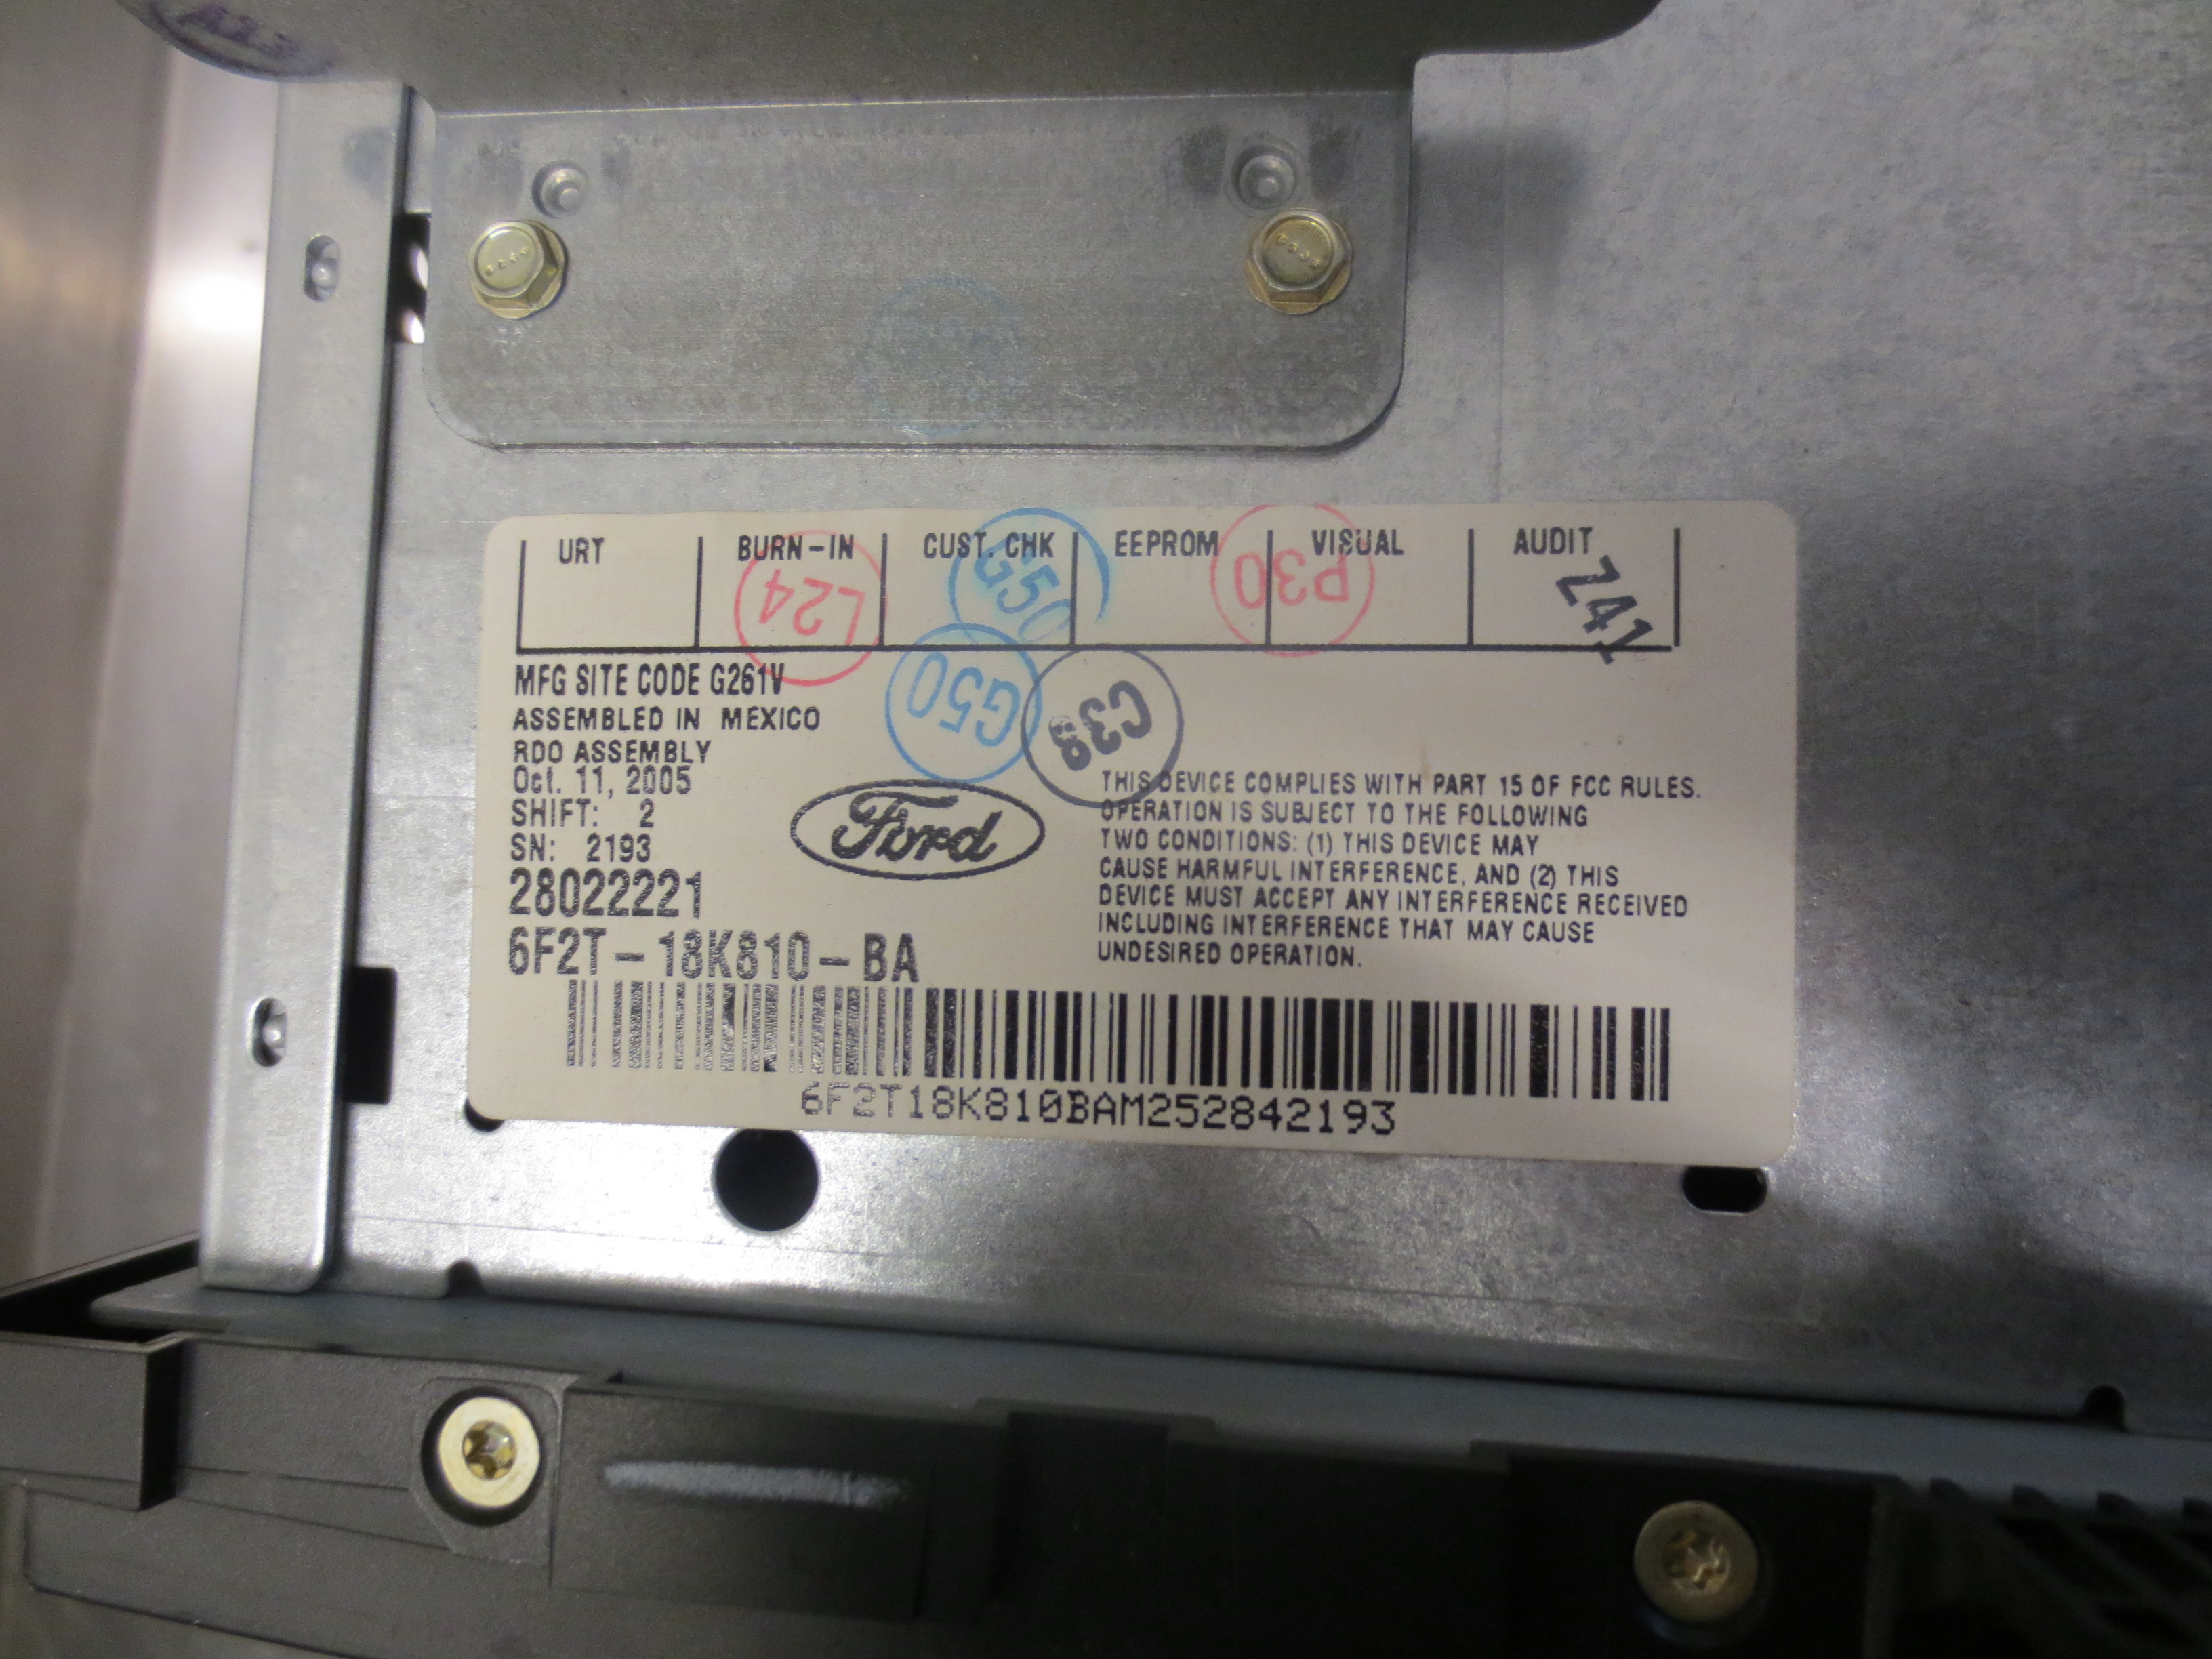 URT BURN-IN CUST. CHK EEPROM VISUAL AUDIT
L24 G50 P30 Z41
G50 C38
MFG SITE CODE G261V
ASSEMBLED IN MEXICO
RDO ASSEMBLY
Oct. 11, 2005
SHIFT: 2
SN: 2193
28022221
6F2T-18K810-BA
Ford
THIS DEVICE COMPLIES WITH PART 15 OF FCC RULES.
OPERATION IS SUBJECT TO THE FOLLOWING
TWO CONDITIONS: (1) THIS DEVICE MAY
CAUSE HARMFUL INTERFERENCE, AND (2) THIS
DEVICE MUST ACCEPT ANY INTERFERENCE RECEIVED
INCLUDING INTERFERENCE THAT MAY CAUSE
UNDESIRED OPERATION.
6F2T18K810BAM252842193